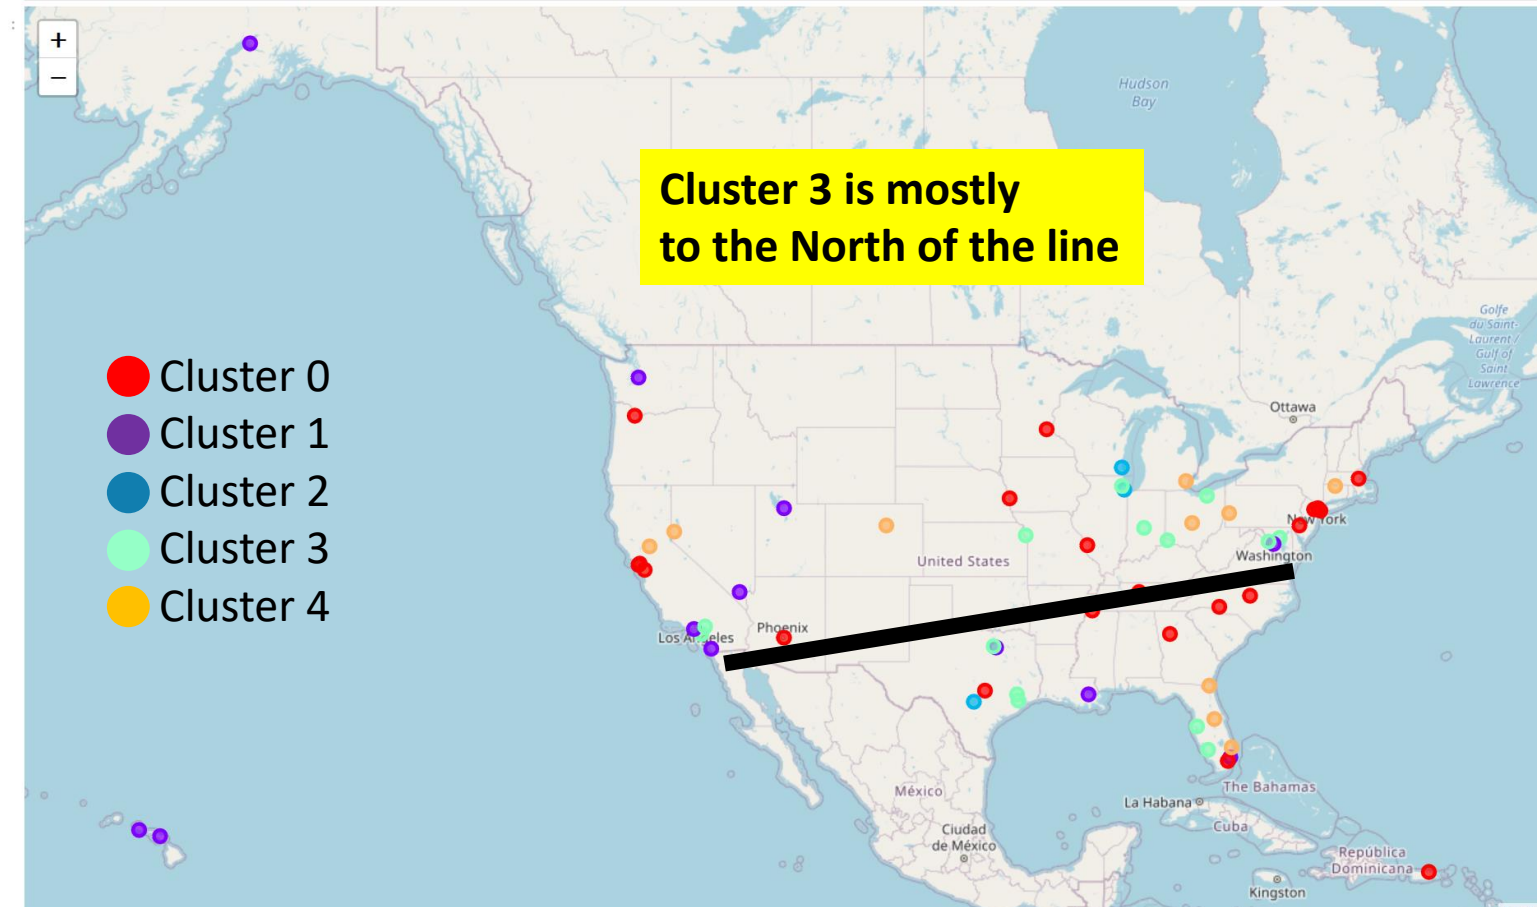 +
−
Hudson
Bay
Cluster 3 is mostly
to the North of the line
Golfe
du Saint-
Laurent /
Gulf of
Saint
Lawrence
Cluster 0
Cluster 1
Cluster 2
Cluster 3
Cluster 4
Ottawa
New York
United States
Washington
Los Angeles
Phoenix
México
The Bahamas
La Habana
Cuba
Ciudad
de México
República
Dominicana
Kingston